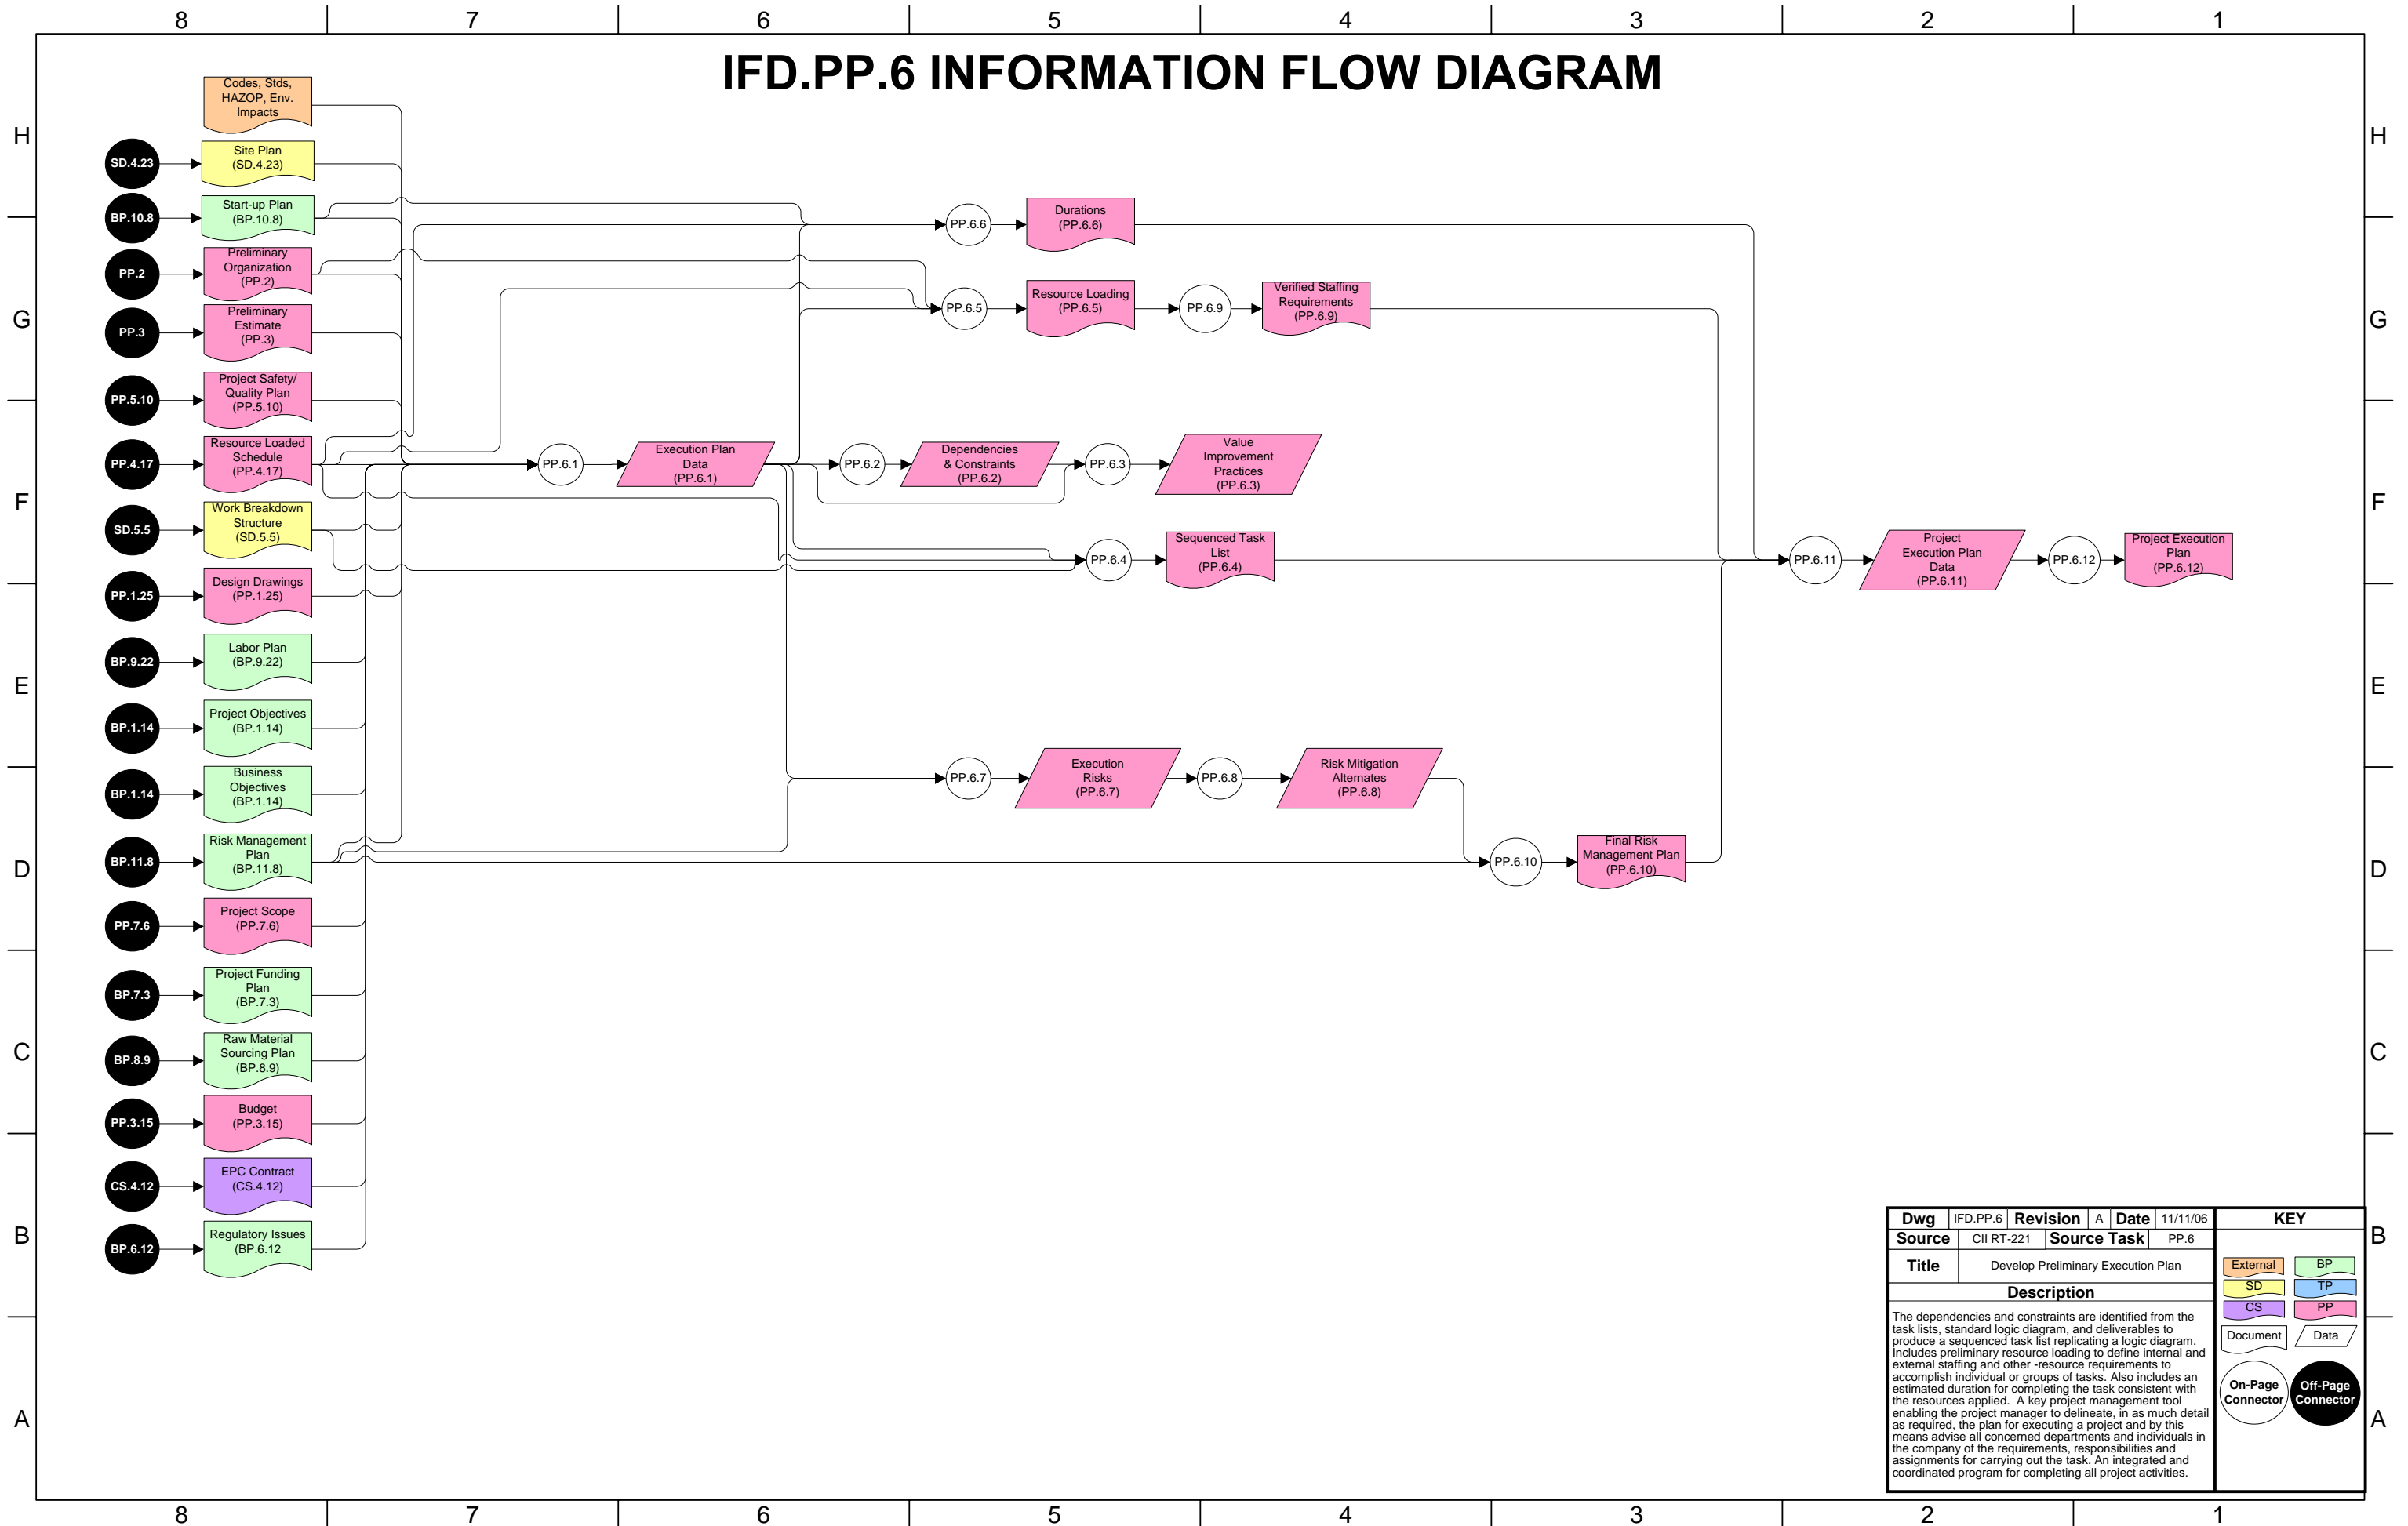 8 7 6 5 4 3 2 1
IFD.PP.6 INFORMATION FLOW DIAGRAM
H
H
G
G
F
F
E
E
D
D
C
C
B
B
A
A
Codes, Stds,
HAZOP, Env.
Impacts
SD.4.23
Site Plan
(SD.4.23)
BP.10.8
Start-up Plan
(BP.10.8)
PP.2
Preliminary
Organization
(PP.2)
PP.3
Preliminary
Estimate
(PP.3)
PP.5.10
Project Safety/
Quality Plan
(PP.5.10)
PP.4.17
Resource Loaded
Schedule
(PP.4.17)
SD.5.5
Work Breakdown
Structure
(SD.5.5)
PP.1.25
Design Drawings
(PP.1.25)
BP.9.22
Labor Plan
(BP.9.22)
BP.1.14
Project Objectives
(BP.1.14)
BP.1.14
Business
Objectives
(BP.1.14)
BP.11.8
Risk Management
Plan
(BP.11.8)
PP.7.6
Project Scope
(PP.7.6)
BP.7.3
Project Funding
Plan
(BP.7.3)
BP.8.9
Raw Material
Sourcing Plan
(BP.8.9)
PP.3.15
Budget
(PP.3.15)
CS.4.12
EPC Contract
(CS.4.12)
BP.6.12
Regulatory Issues
(BP.6.12
PP.6.1
Execution Plan
Data
(PP.6.1)
PP.6.6
Durations
(PP.6.6)
PP.6.5
Resource Loading
(PP.6.5)
PP.6.9
Verified Staffing
Requirements
(PP.6.9)
PP.6.2
Dependencies
& Constraints
(PP.6.2)
PP.6.3
Value
Improvement
Practices
(PP.6.3)
PP.6.4
Sequenced Task
List
(PP.6.4)
PP.6.7
Execution
Risks
(PP.6.7)
PP.6.8
Risk Mitigation
Alternates
(PP.6.8)
PP.6.10
Final Risk
Management Plan
(PP.6.10)
PP.6.11
Project
Execution Plan
Data
(PP.6.11)
PP.6.12
Project Execution
Plan
(PP.6.12)
Dwg IFD.PP.6 Revision A Date 11/11/06
Source CII RT-221 Source Task PP.6
Title Develop Preliminary Execution Plan
Description
The dependencies and constraints are identified from the
task lists, standard logic diagram, and deliverables to
produce a sequenced task list replicating a logic diagram.
Includes preliminary resource loading to define internal and
external staffing and other -resource requirements to
accomplish individual or groups of tasks. Also includes an
estimated duration for completing the task consistent with
the resources applied.  A key project management tool
enabling the project manager to delineate, in as much detail
as required, the plan for executing a project and by this
means advise all concerned departments and individuals in
the company of the requirements, responsibilities and
assignments for carrying out the task. An integrated and
coordinated program for completing all project activities.
KEY
External BP
SD TP
CS PP
Document Data
On-Page
Connector
Off-Page
Connector
8 7 6 5 4 3 2 1